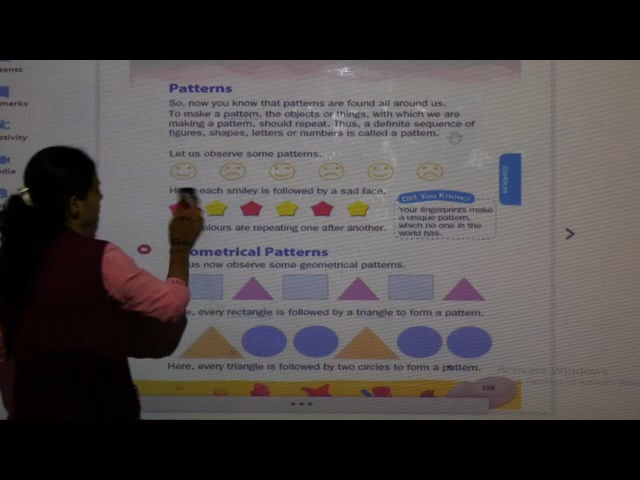 Patterns
So, now you know that patterns are found all around us.
To make a pattern, the objects or things, with which we are
making a pattern, should repeat. Thus, a definite sequence of
figures, shapes, letters or numbers is called a pattern.
Let us observe some patterns.
each smiley is followed by a sad face.
Did You Know?
Your fingerprints make
a unique pattern,
which no one in the
world has.
colours are repeating one after another.
Geometrical Patterns
us now observe some geometrical patterns.
every rectangle is followed by a triangle to form a pattern.
Here, every triangle is followed by two circles to form a pattern.
Activate Windows